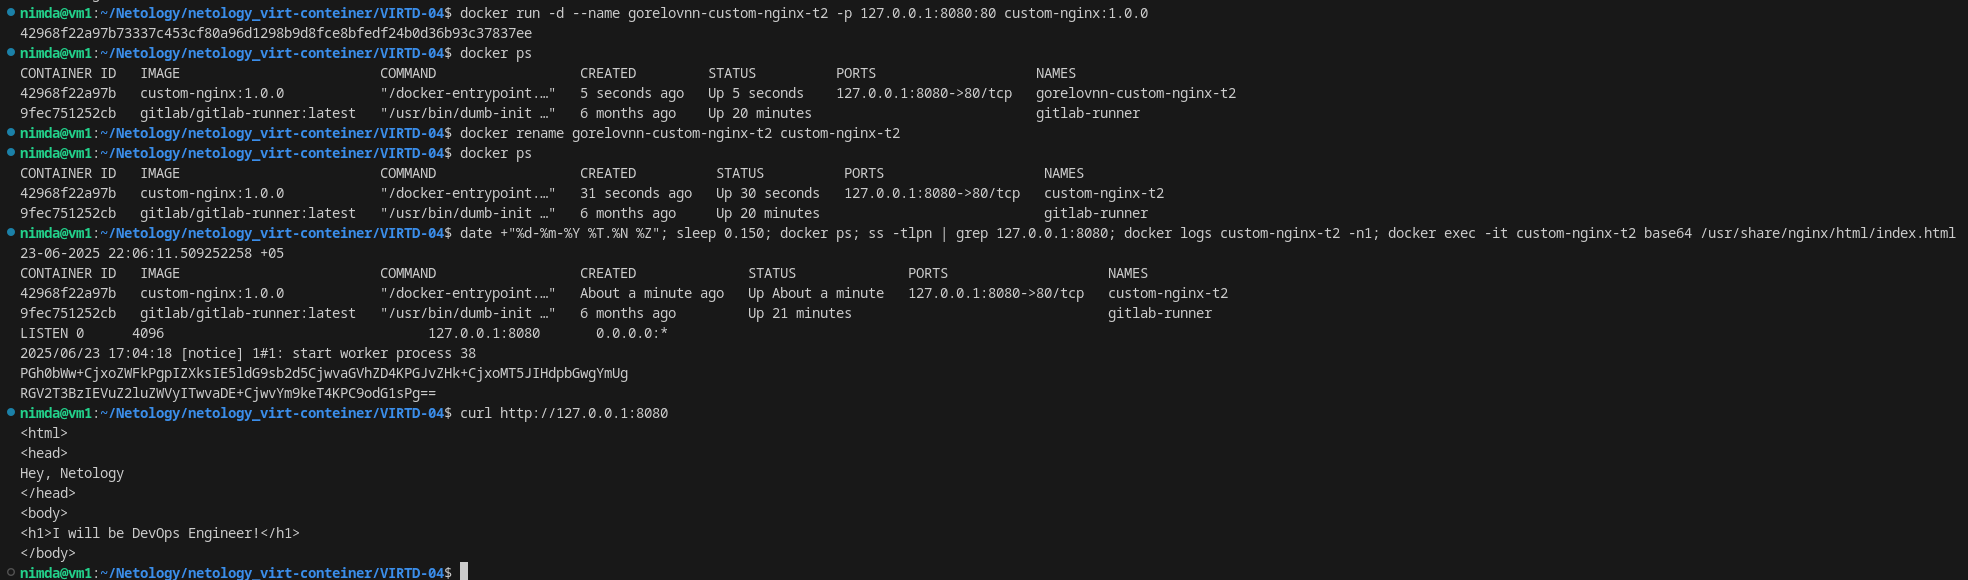 nimda@vm1:~/Netology/netology_virt-conteiner/VIRTD-04$ docker run -d --name gorelovnn-custom-nginx-t2 -p 127.0.0.1:8080:80 custom-nginx:1.0.0
42968f22a97b73337c453cf80a96d1298b9d8fce8bfedf24b0d36b93c37837ee
nimda@vm1:~/Netology/netology_virt-conteiner/VIRTD-04$ docker ps
CONTAINER ID   IMAGE                         COMMAND                  CREATED         STATUS          PORTS                    NAMES
42968f22a97b   custom-nginx:1.0.0            "/docker-entrypoint.…"   5 seconds ago   Up 5 seconds    127.0.0.1:8080->80/tcp   gorelovnn-custom-nginx-t2
9fec751252cb   gitlab/gitlab-runner:latest   "/usr/bin/dumb-init …"   6 months ago    Up 20 minutes                            gitlab-runner
nimda@vm1:~/Netology/netology_virt-conteiner/VIRTD-04$ docker rename gorelovnn-custom-nginx-t2 custom-nginx-t2
nimda@vm1:~/Netology/netology_virt-conteiner/VIRTD-04$ docker ps
CONTAINER ID   IMAGE                         COMMAND                  CREATED          STATUS          PORTS                    NAMES
42968f22a97b   custom-nginx:1.0.0            "/docker-entrypoint.…"   31 seconds ago   Up 30 seconds   127.0.0.1:8080->80/tcp   custom-nginx-t2
9fec751252cb   gitlab/gitlab-runner:latest   "/usr/bin/dumb-init …"   6 months ago     Up 20 minutes                            gitlab-runner
nimda@vm1:~/Netology/netology_virt-conteiner/VIRTD-04$ date +"%d-%m-%Y %T.%N %Z"; sleep 0.150; docker ps; ss -tlpn | grep 127.0.0.1:8080; docker logs custom-nginx-t2 -n1; docker exec -it custom-nginx-t2 base64 /usr/share/nginx/html/index.html
23-06-2025 22:06:11.509252258 +05
CONTAINER ID   IMAGE                         COMMAND                  CREATED              STATUS              PORTS                    NAMES
42968f22a97b   custom-nginx:1.0.0            "/docker-entrypoint.…"   About a minute ago   Up About a minute   127.0.0.1:8080->80/tcp   custom-nginx-t2
9fec751252cb   gitlab/gitlab-runner:latest   "/usr/bin/dumb-init …"   6 months ago         Up 21 minutes                                gitlab-runner
LISTEN 0      4096                                 127.0.0.1:8080       0.0.0.0:*
2025/06/23 17:04:18 [notice] 1#1: start worker process 38
PGh0bWw+CjxoZWFkPgpIZXksIE5ldG9sb2d5CjwvaGVhZD4KPGJvZHk+CjxoMT5JIHdpbGwgYmUg
RGV2T3BzIEVuZ2luZWVyITwvaDE+CjwvYm9keT4KPC9odG1sPg==
nimda@vm1:~/Netology/netology_virt-conteiner/VIRTD-04$ curl http://127.0.0.1:8080
<html>
<head>
Hey, Netology
</head>
<body>
<h1>I will be DevOps Engineer!</h1>
</body>
nimda@vm1:~/Netology/netology_virt-conteiner/VIRTD-04$